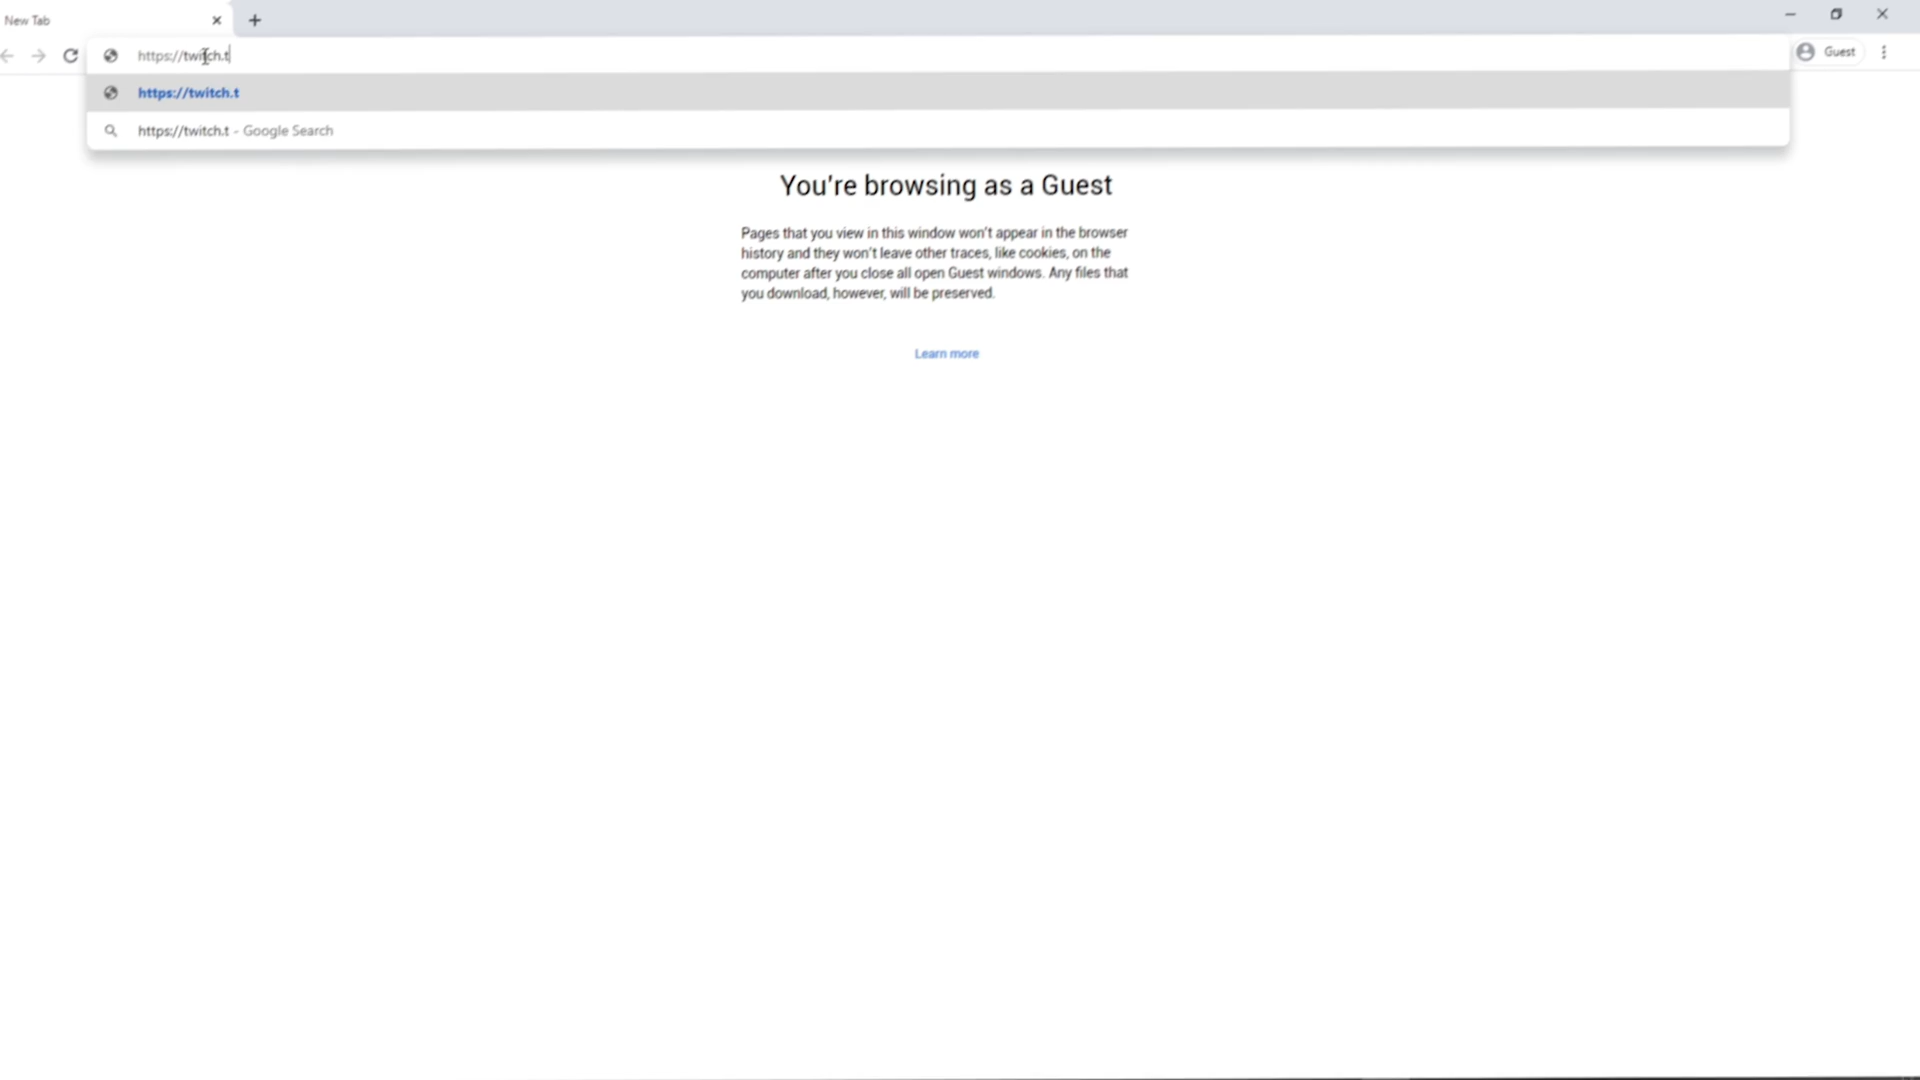 New Tab
https://twitch.t
Guest
https://twitch.t
https://twitch.t - Google Search
You're browsing as a Guest
Pages that you view in this window won't appear in the browser
history and they won't leave other traces, like cookies, on the
computer after you close all open Guest windows. Any files that
you download, however, will be preserved.
Learn more